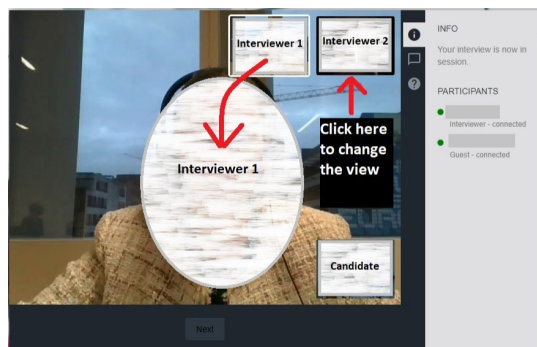 Interviewer 1
Interviewer 2
Interviewer 1
Click here
to change
the view
Candidate
Next
INFO
Your interview is now in
session.
PARTICIPANTS
Interviewer - connected
Guest - connected